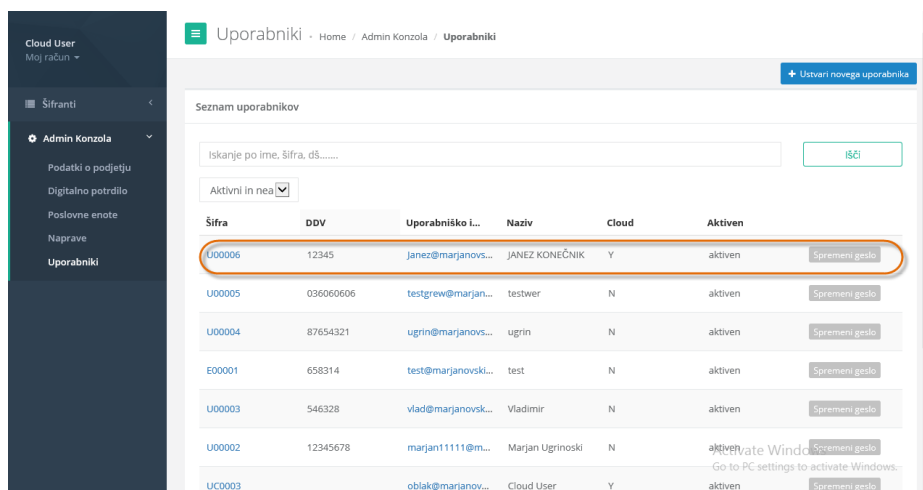 Cloud User
Moj račun
Uporabniki - Home / Admin Konzola / Uporabniki
+ Ustvari novega uporabnika
Šifranti
Admin Konzola
Podatki o podjetju
Digitalno potrdilo
Poslovne enote
Naprave
Uporabniki
Seznam uporabnikov
Iskanje po ime, šifra, dš.......
Išči
Aktivni in nea
Šifra DDV Uporabniško i... Naziv Cloud Aktiven
U00006 12345 Janez@marjanovs... JANEZ KONEČNIK Y aktiven Spremeni geslo
U00005 036060606 testgrew@marjan... testwer N aktiven Spremeni geslo
U00004 87654321 ugrin@marjanovs... ugrin N aktiven Spremeni geslo
E00001 658314 test@marjanovski... test N aktiven Spremeni geslo
U00003 546328 vlad@marjanovsk... Vladimir N aktiven Spremeni geslo
U00002 12345678 marjan11111@m... Marjan Ugrinoski N aktiven Spremeni geslo
Activate Windows
Go to PC settings to activate Windows.
UC0003 oblak@marjanov... Cloud User Y aktiven Spremeni geslo